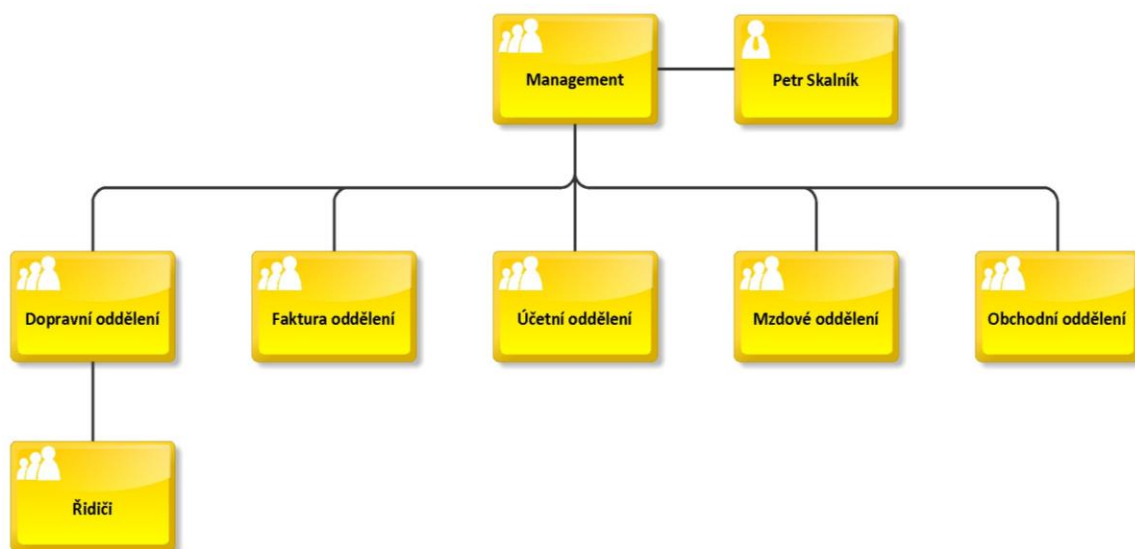 Management
Petr Skalník
Dopravní oddělení
Faktura oddělení
Účetní oddělení
Mzdové oddělení
Obchodní oddělení
Řidiči